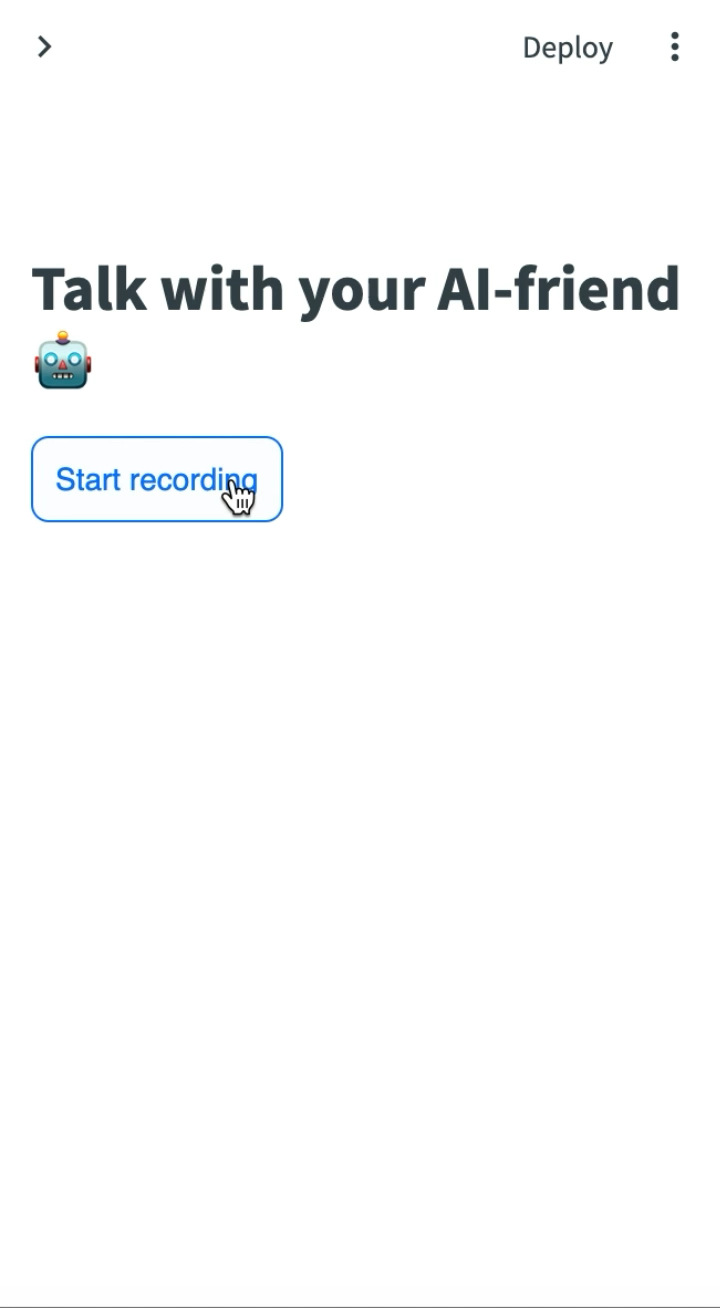 Deploy
Talk with your AI-friend
🤖
Start recording